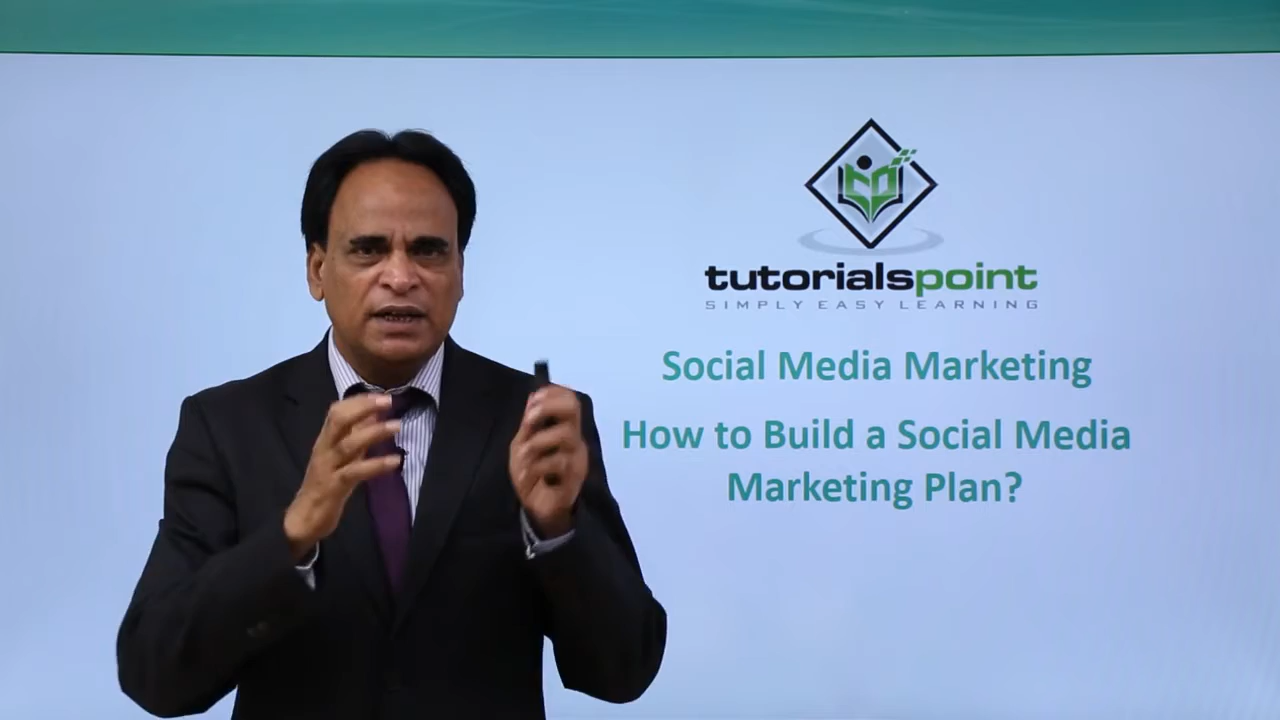 tutorialspoint
SIMPLY EASY LEARNING
Social Media Marketing
How to Build a Social Media
Marketing Plan?